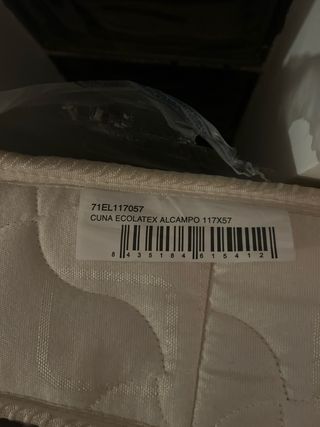 71EL117057
CUNA ECOLATEX ALCAMPO 117X57
8 435184 615412